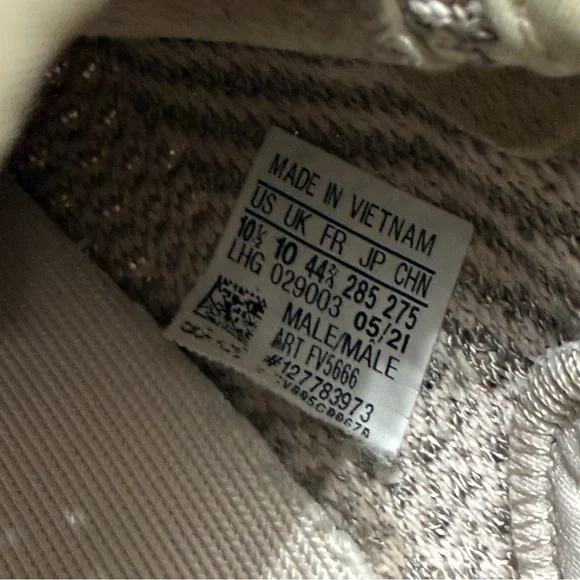 MADE IN VIETNAM
US UK FR JP CHN
10½ 10 44⅔ 285 275
LHG 029003 05/21
MALE/MALE
ART FV5666
#127783973